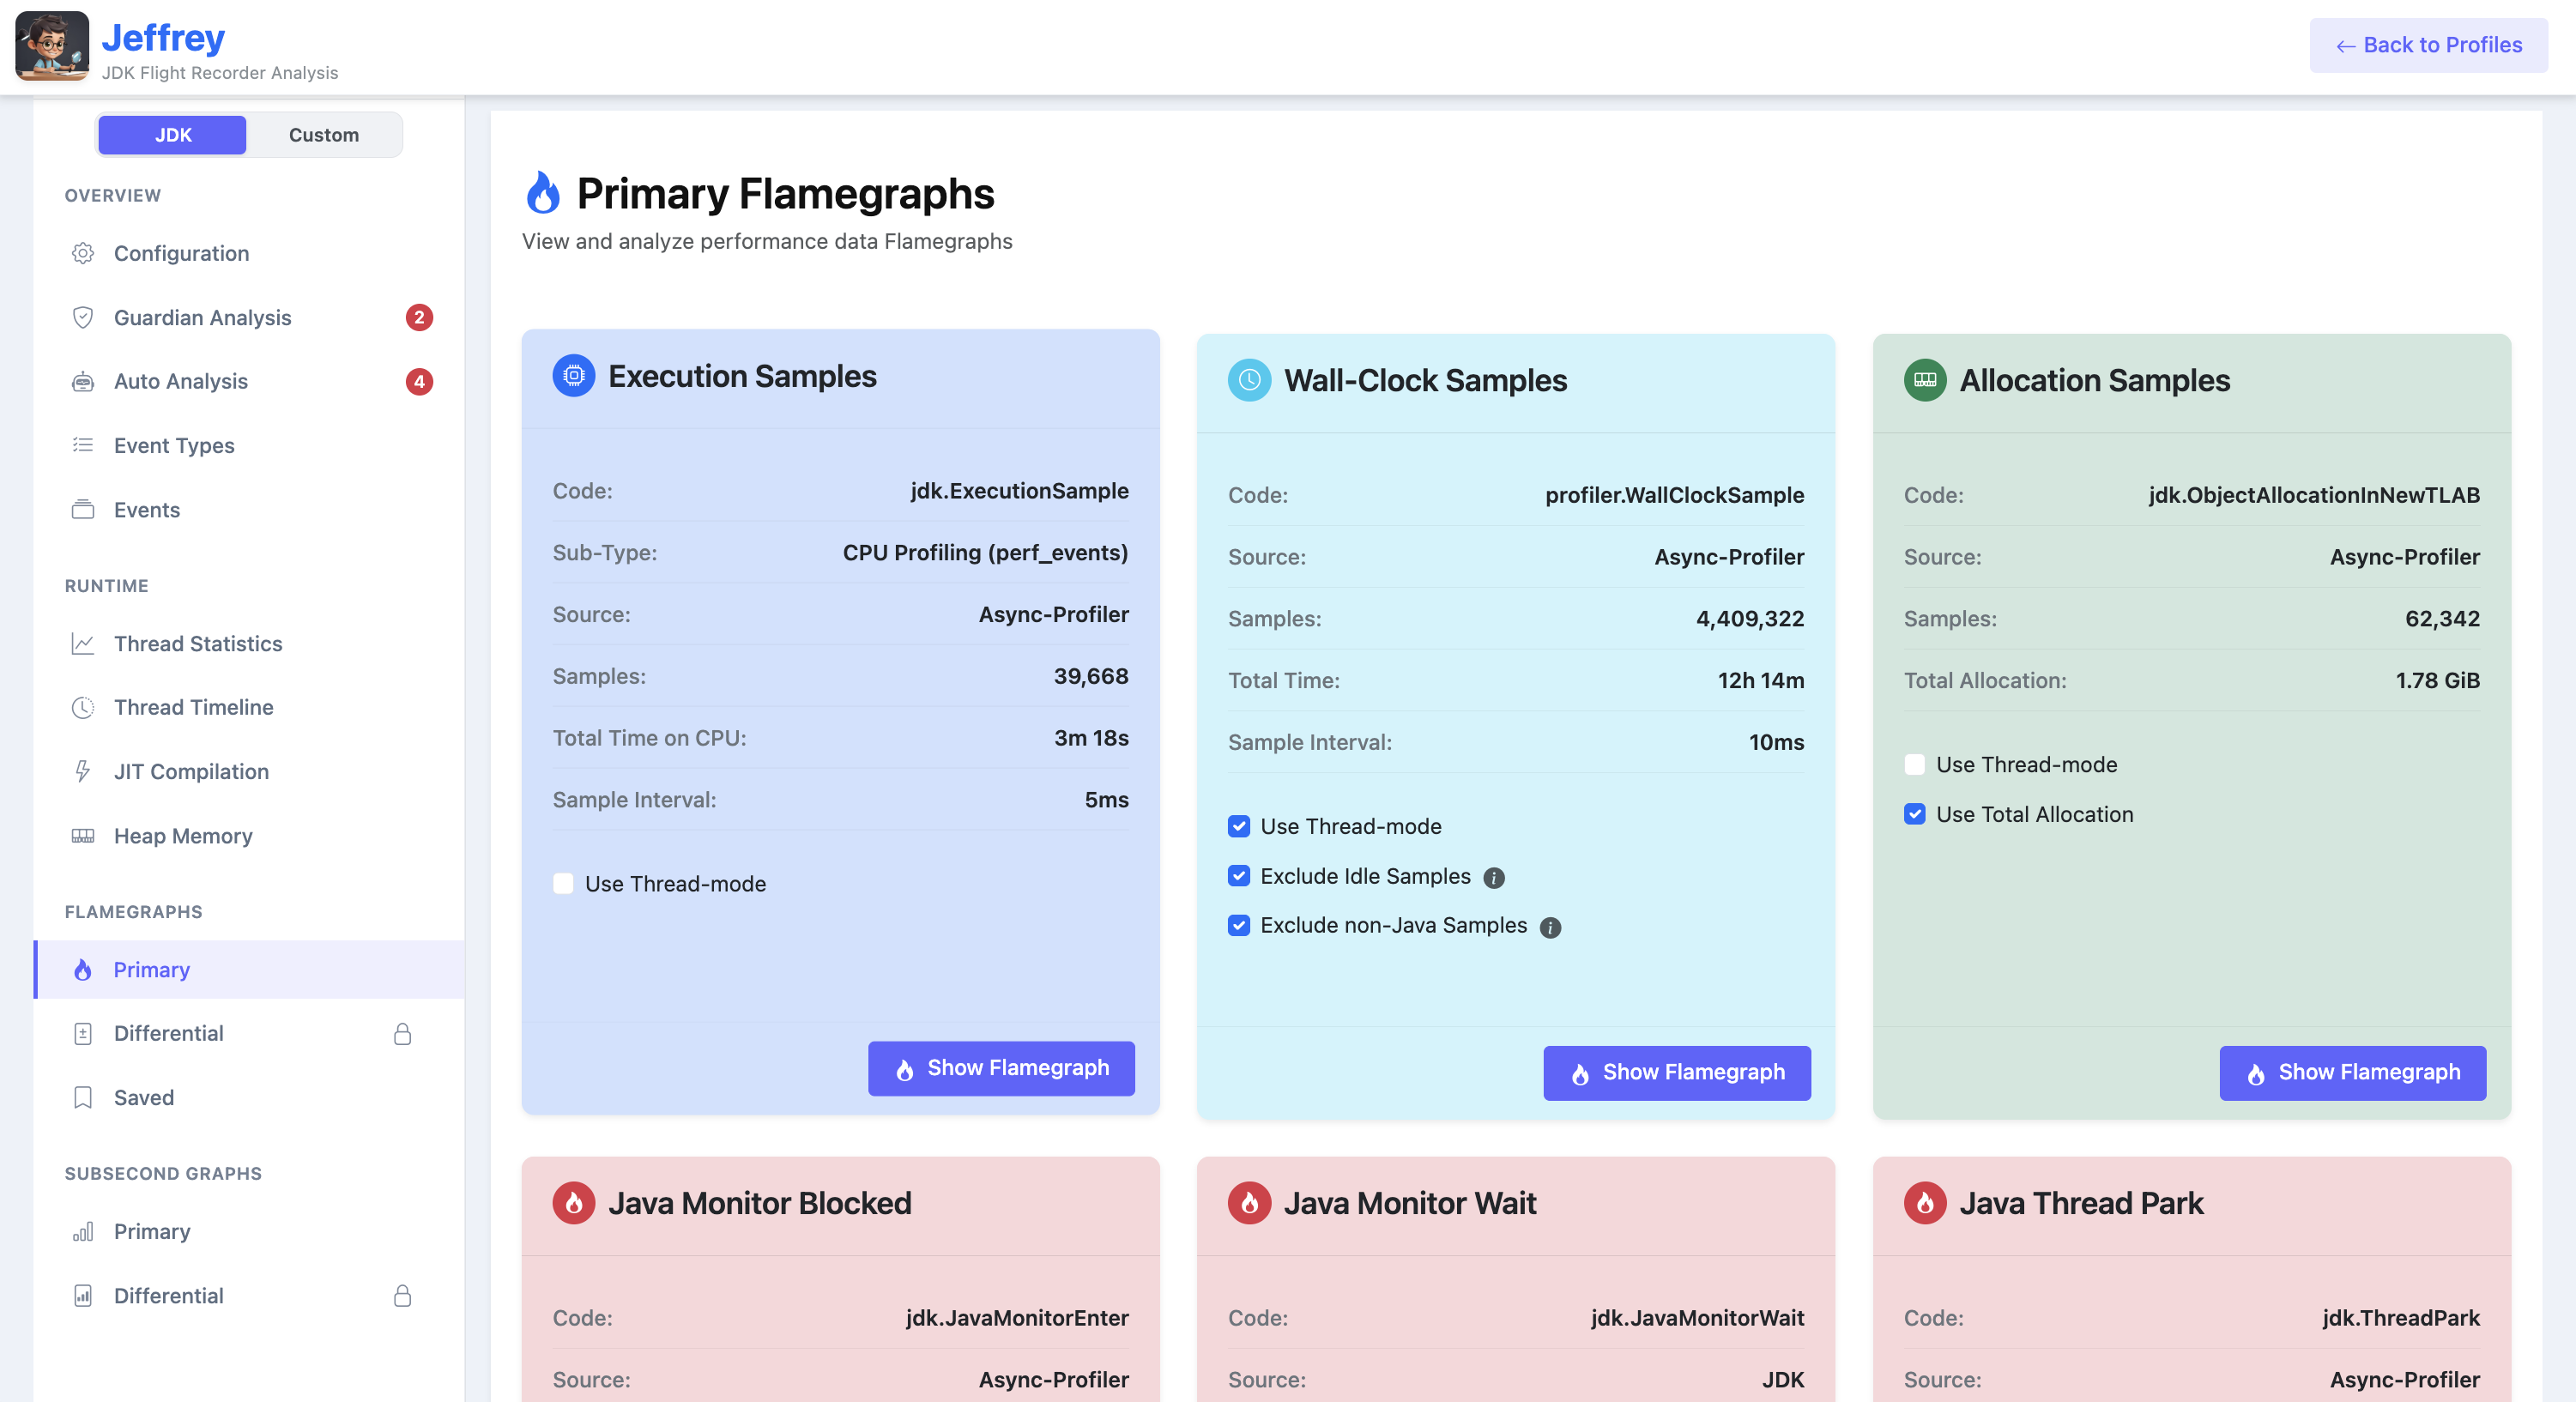 Jeffrey
JDK Flight Recorder Analysis
← Back to Profiles
JDK
Custom
OVERVIEW
Configuration
Guardian Analysis
2
Auto Analysis
4
Event Types
Events
RUNTIME
Thread Statistics
Thread Timeline
JIT Compilation
Heap Memory
FLAMEGRAPHS
Primary
Differential
Saved
SUBSECOND GRAPHS
Primary
Differential
Primary Flamegraphs
View and analyze performance data Flamegraphs
Execution Samples
Code: jdk.ExecutionSample
Sub-Type: CPU Profiling (perf_events)
Source: Async-Profiler
Samples: 39,668
Total Time on CPU: 3m 18s
Sample Interval: 5ms
Use Thread-mode
Show Flamegraph
Wall-Clock Samples
Code: profiler.WallClockSample
Source: Async-Profiler
Samples: 4,409,322
Total Time: 12h 14m
Sample Interval: 10ms
Use Thread-mode
Exclude Idle Samples i
Exclude non-Java Samples i
Show Flamegraph
Allocation Samples
Code: jdk.ObjectAllocationInNewTLAB
Source: Async-Profiler
Samples: 62,342
Total Allocation: 1.78 GiB
Use Thread-mode
Use Total Allocation
Show Flamegraph
Java Monitor Blocked
Code: jdk.JavaMonitorEnter
Source: Async-Profiler
Java Monitor Wait
Code: jdk.JavaMonitorWait
Source: JDK
Java Thread Park
Code: jdk.ThreadPark
Source: Async-Profiler